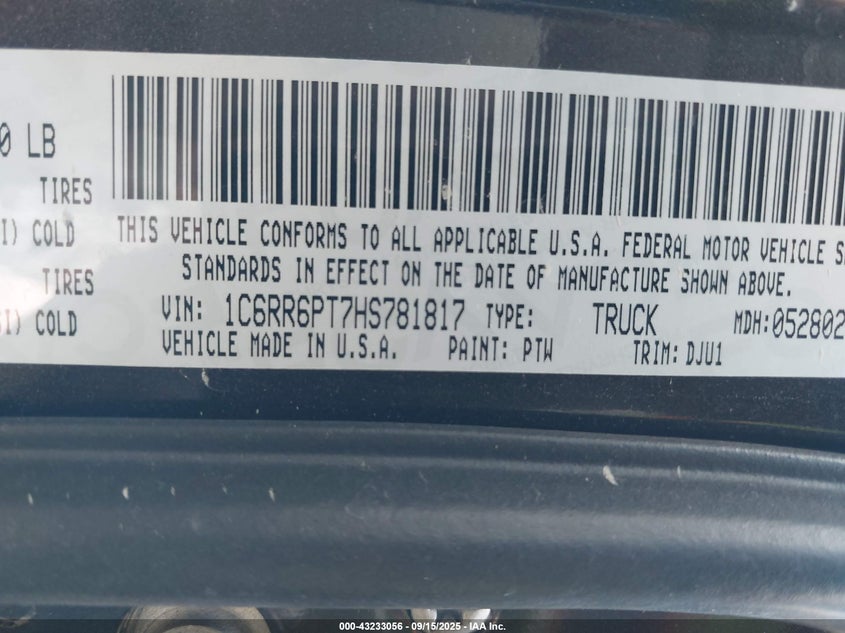 0 LB
TIRES
I) COLD
TIRES
SI) COLD
THIS VEHICLE CONFORMS TO ALL APPLICABLE U.S.A. FEDERAL MOTOR VEHICLE S
STANDARDS IN EFFECT ON THE DATE OF MANUFACTURE SHOWN ABOVE.
VIN: 1C6RR6PT7HS781817 TYPE: TRUCK MDH:052802
VEHICLE MADE IN U.S.A. PAINT: PTW TRIM: DJU1
000-43233056 - 09/15/2025 - © IAA Inc.